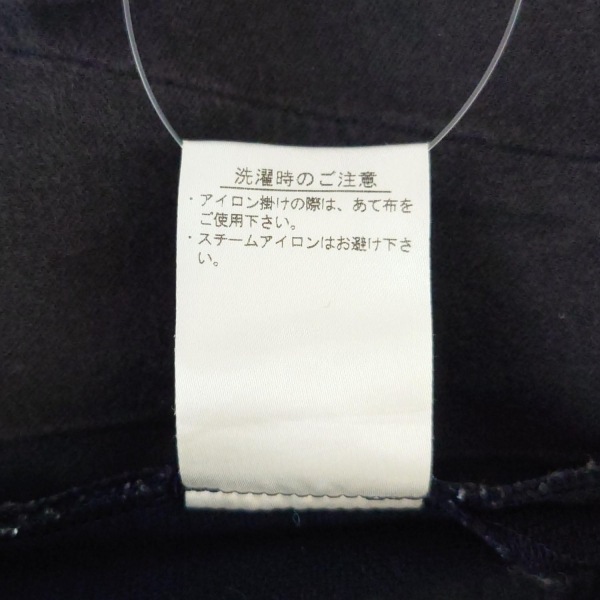 洗濯時のご注意
・アイロン掛けの際は、あて布を
ご使用下さい。
・スチームアイロンはお避け下さ
い。